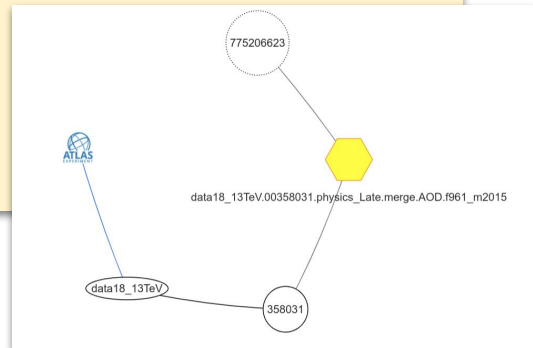 775206623
ATLAS
EXPERIMENT
data18_13TeV.00358031.physics_Late.merge.AOD.f961_m2015
data18_13TeV
358031